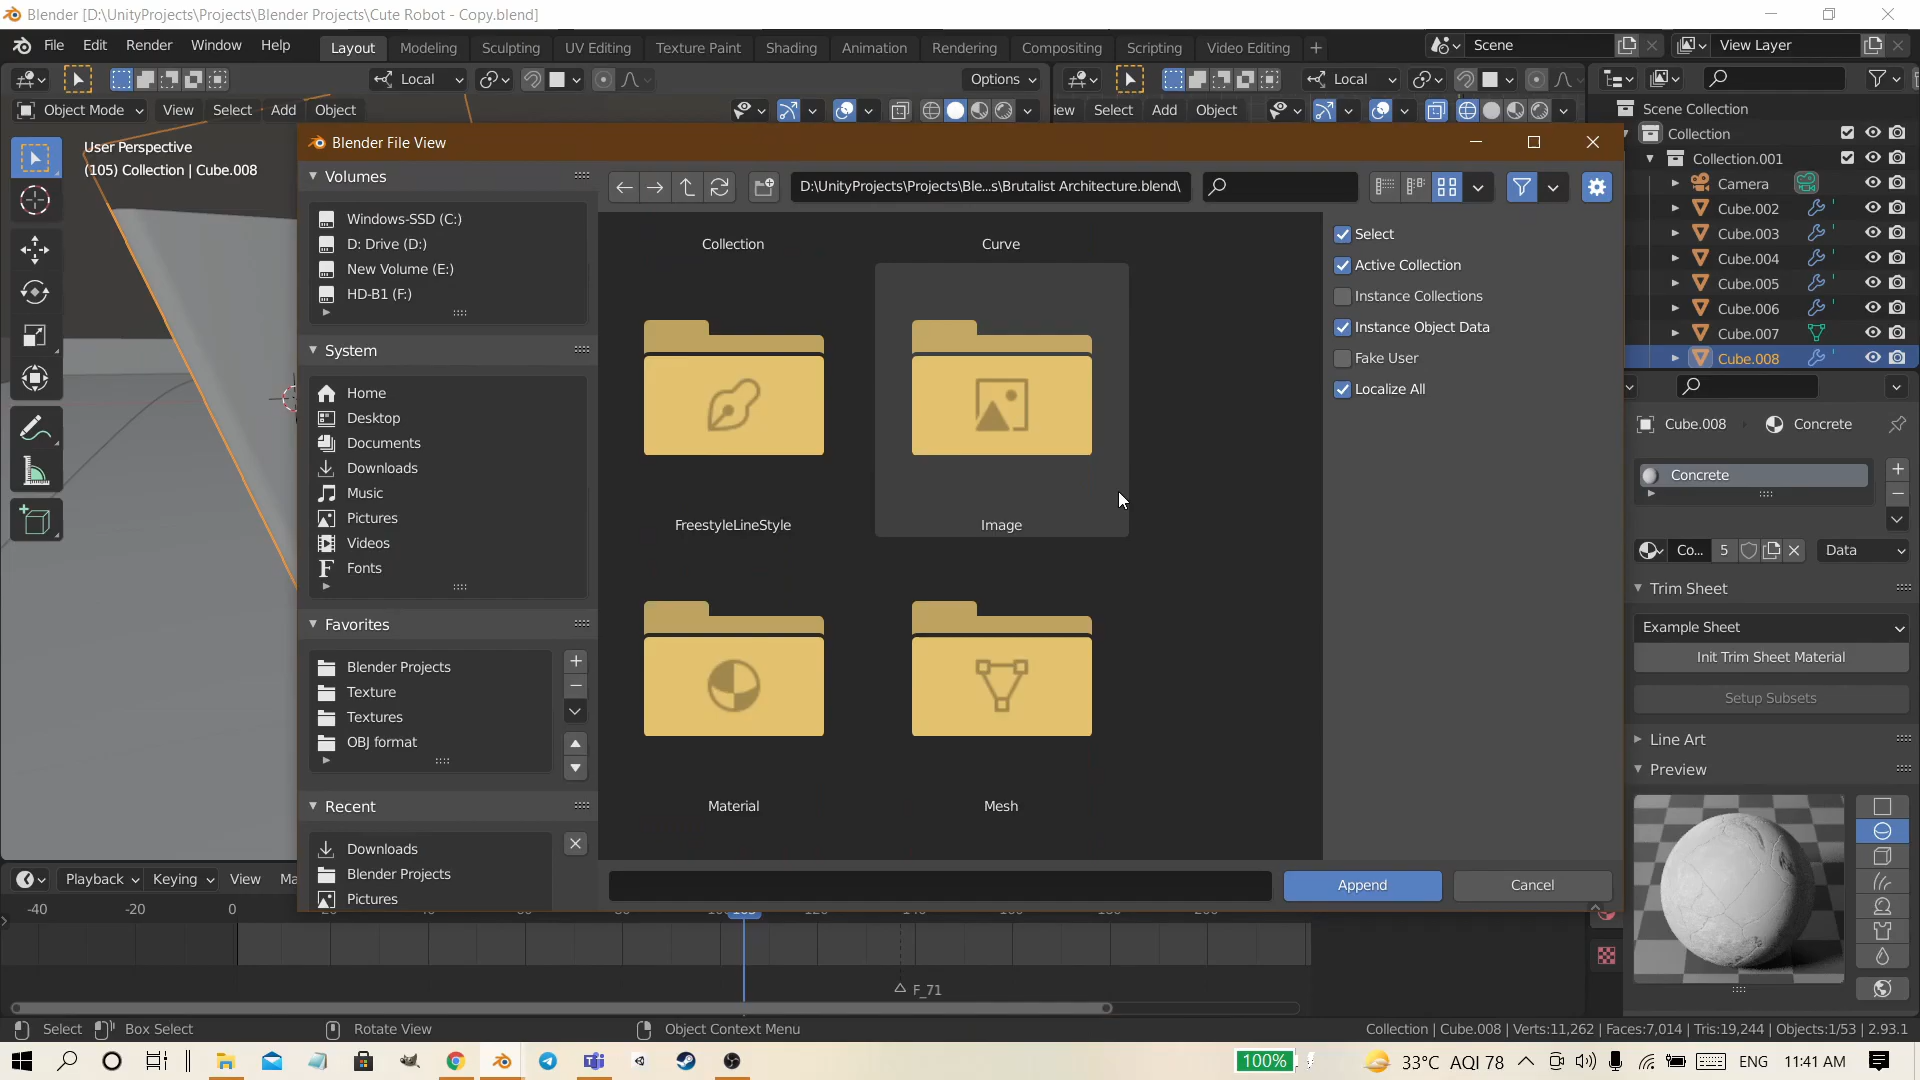 Blender [D:\UnityProjects\Projects\Blender Projects\Cute Robot - Copy.blend]
File Edit Render Window Help Layout Modeling Sculpting UV Editing Texture Paint Shading Animation Rendering Compositing Scripting Video Editing + Scene View Layer
Local Options Local
Object Mode View Select Add Object iew Select Add Object
Scene Collection
Collection
Collection.001
Camera
Cube.002
Cube.003
Cube.004
Cube.005
Cube.006
Cube.007
Cube.008
User Perspective
(105) Collection | Cube.008
Blender File View
Volumes
Windows-SSD (C:)
D: Drive (D:)
New Volume (E:)
HD-B1 (F:)
System
Home
Desktop
Documents
Downloads
Music
Pictures
Videos
Fonts
Favorites
Blender Projects
Texture
Textures
OBJ format
Recent
Downloads
Blender Projects
Pictures
D:\UnityProjects\Projects\Ble...s\Brutalist Architecture.blend\
Collection Curve
FreestyleLineStyle Image
Material Mesh
Select
Active Collection
Instance Collections
Instance Object Data
Fake User
Localize All
Append Cancel
Cube.008 Concrete
Concrete
Co... 5 Data
Trim Sheet
Example Sheet
Init Trim Sheet Material
Setup Subsets
Line Art
Preview
Playback Keying View Ma
-40 -20 0
F_71
Select Box Select Rotate View Object Context Menu
Collection | Cube.008 | Verts:11,262 | Faces:7,014 | Tris:19,244 | Objects:1/53 | 2.93.1
100% 33°C AQI 78 ENG 11:41 AM